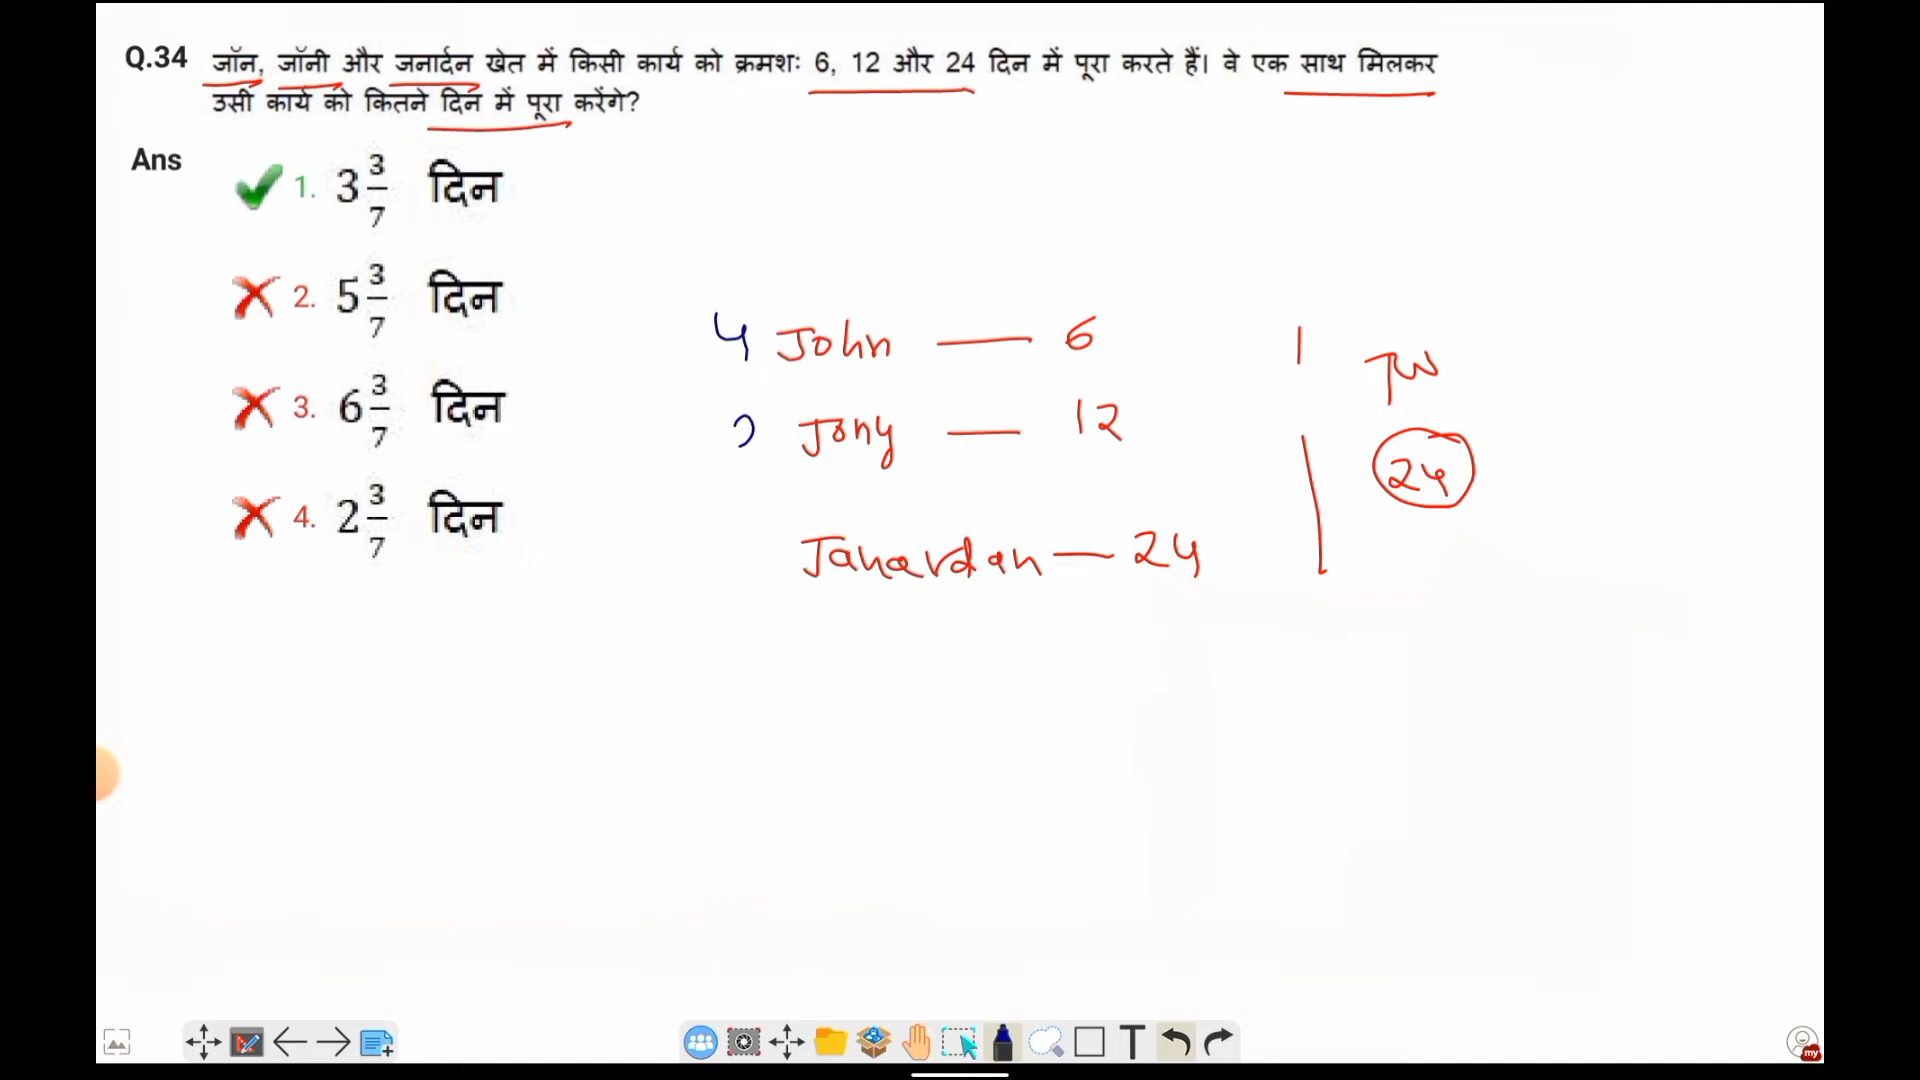 Q.34 जॉन, जॉनी और जनार्दन खेत में किसी कार्य को क्रमशः 6, 12 और 24 दिन में पूरा करते हैं। वे एक साथ मिलकर
उसी कार्य को कितने दिन में पूरा करेंगे?
Ans
1. 3 3/7 दिन
2. 5 3/7 दिन
3. 6 3/7 दिन
4. 2 3/7 दिन
4 John — 6
Jony — 12
Janardan — 24
TW
24
T
my